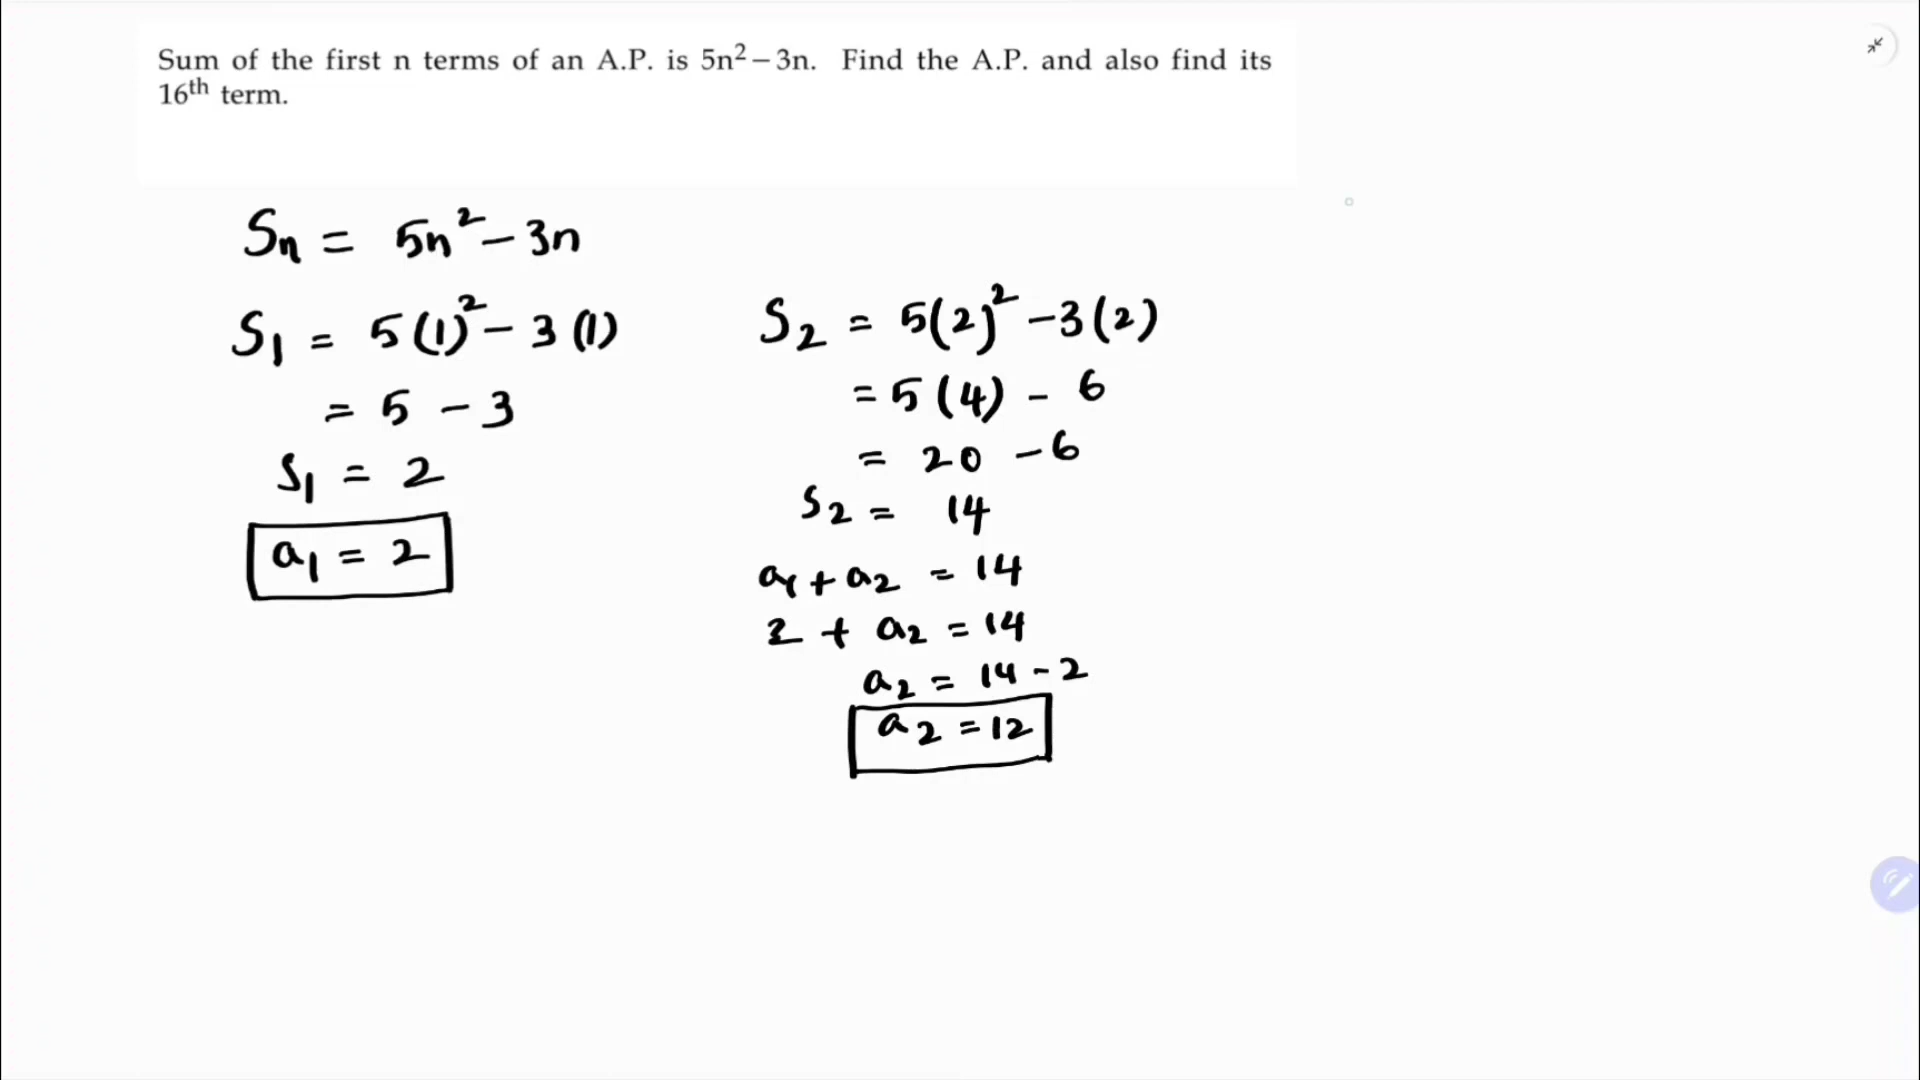 Sum of the first n terms of an A.P. is 5n² – 3n. Find the A.P. and also find its
16th term.
Sn = 5n² – 3n
S₁ = 5(1)² – 3(1)
= 5 – 3
S₁ = 2
a₁ = 2
S₂ = 5(2)² – 3(2)
= 5(4) – 6
= 20 – 6
S₂ = 14
a₁ + a₂ = 14
2 + a₂ = 14
a₂ = 14 – 2
a₂ = 12